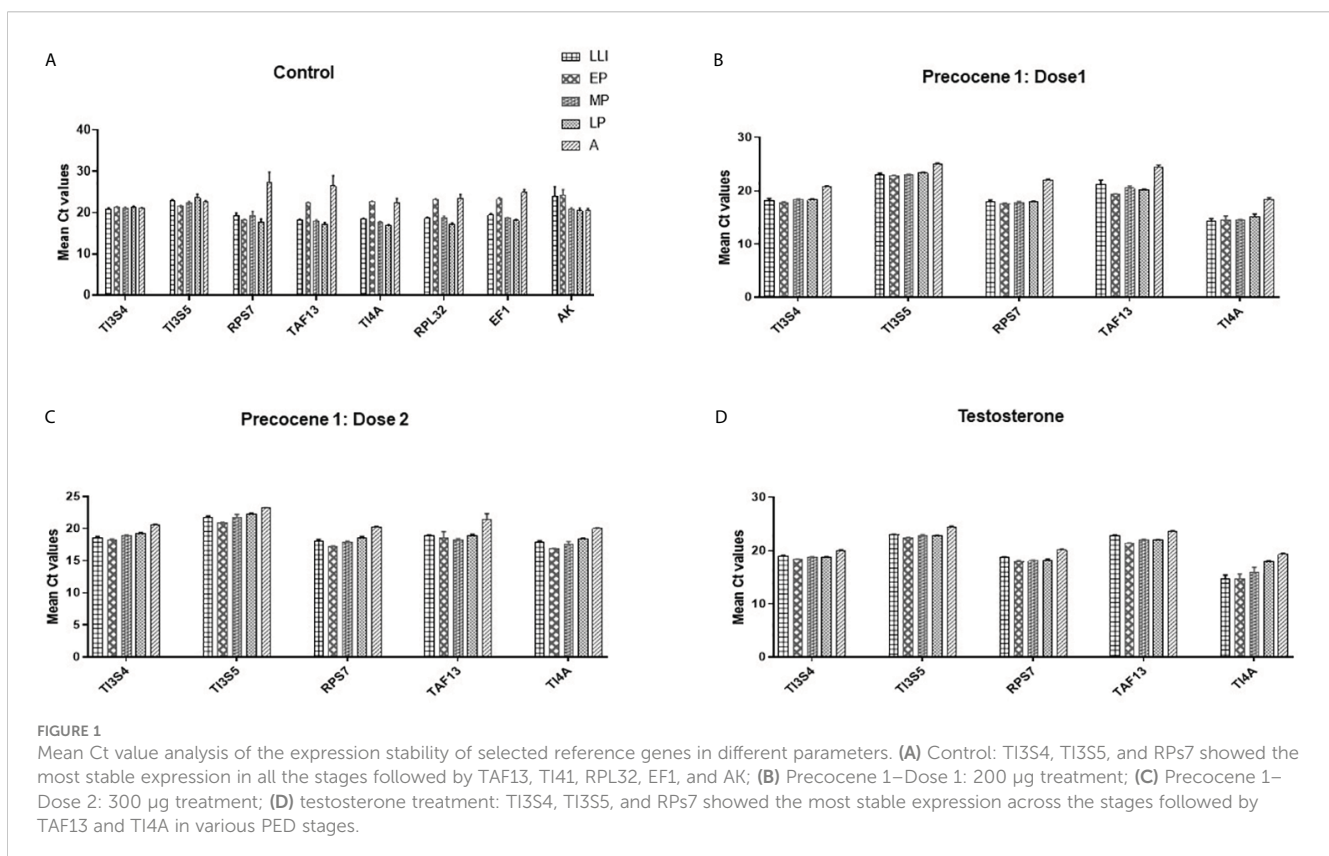 A
Control
LLI
EP
MP
LP
A
Mean Ct values
40
30
20
10
0
TI3S4
TI3S5
RPS7
TAF13
TI4A
RPL32
EF1
AK
B
Precocene 1: Dose1
Mean Ct values
30
20
10
0
TI3S4
TI3S5
RPS7
TAF13
TI4A
C
Precocene 1: Dose 2
Mean Ct values
25
20
15
10
5
0
TI3S4
TI3S5
RPS7
TAF13
TI4A
D
Testosterone
Mean Ct values
30
20
10
0
TI3S4
TI3S5
RPS7
TAF13
TI4A
FIGURE 1
Mean Ct value analysis of the expression stability of selected reference genes in different parameters. (A) Control: TI3S4, TI3S5, and RPs7 showed the
most stable expression in all the stages followed by TAF13, TI41, RPL32, EF1, and AK; (B) Precocene 1–Dose 1: 200 µg treatment; (C) Precocene 1–
Dose 2: 300 µg treatment; (D) testosterone treatment: TI3S4, TI3S5, and RPs7 showed the most stable expression across the stages followed by
TAF13 and TI4A in various PED stages.